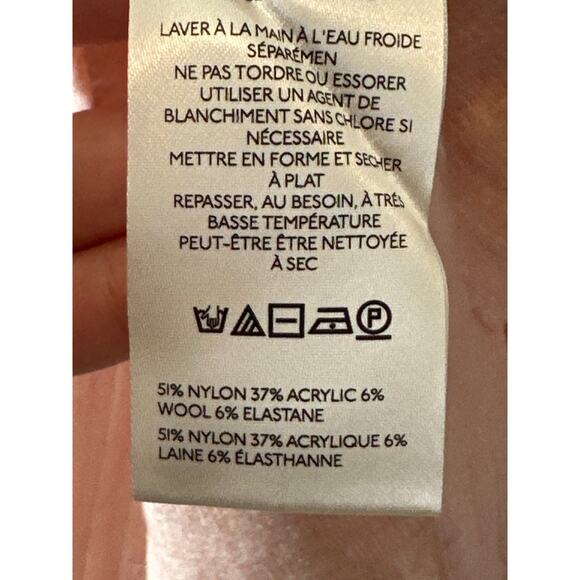 LAVER À LA MAIN À L'EAU FROIDE
SÉPARÉMEN
NE PAS TORDRE OU ESSORER
UTILISER UN AGENT DE
BLANCHIMENT SANS CHLORE SI
NÉCESSAIRE
METTRE EN FORME ET SECHER
À PLAT
REPASSER, AU BESOIN, À TRÈS
BASSE TEMPÉRATURE
PEUT-ÊTRE ÊTRE NETTOYÉE
À SEC
P
51% NYLON 37% ACRYLIC 6%
WOOL 6% ELASTANE
51% NYLON 37% ACRYLIQUE 6%
LAINE 6% ÉLASTHANNE